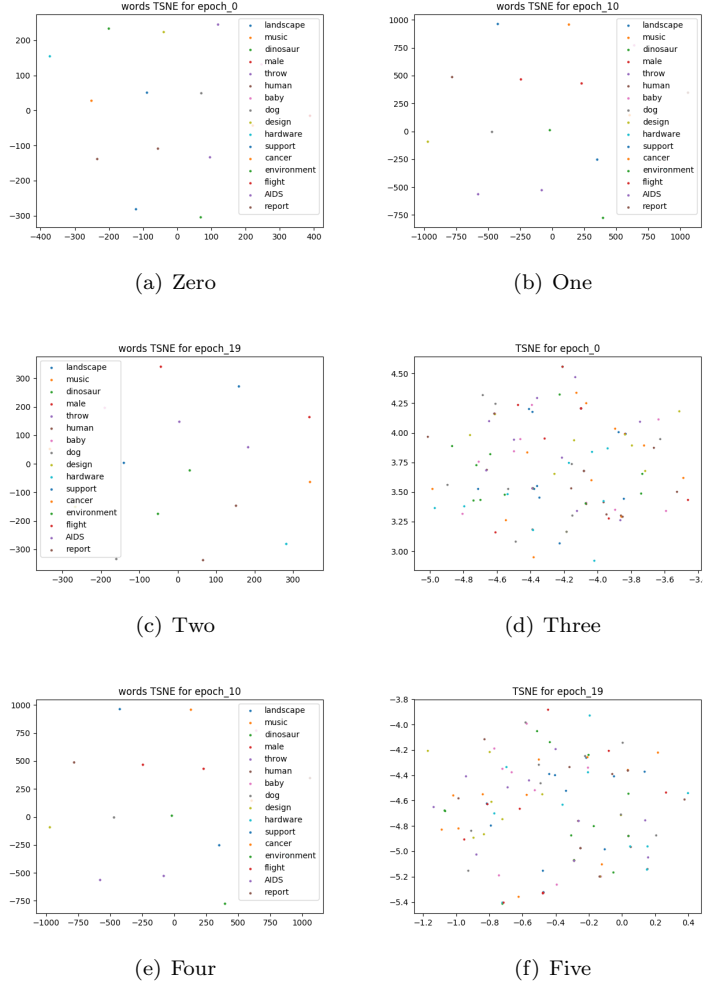 words TSNE for epoch_0
200
100
0
−100
−200
−300
−400 −300 −200 −100 0 100 200 300 400
landscape
music
dinosaur
male
throw
human
baby
dog
design
hardware
support
cancer
environment
flight
AIDS
report
(a) Zero
words TSNE for epoch_10
1000
750
500
250
0
−250
−500
−750
−1000 −750 −500 −250 0 250 500 750 1000
landscape
music
dinosaur
male
throw
human
baby
dog
design
hardware
support
cancer
environment
flight
AIDS
report
(b) One
words TSNE for epoch_19
300
200
100
0
−100
−200
−300
−300 −200 −100 0 100 200 300
landscape
music
dinosaur
male
throw
human
baby
dog
design
hardware
support
cancer
environment
flight
AIDS
report
(c) Two
TSNE for epoch_0
4.50
4.25
4.00
3.75
3.50
3.25
3.00
−5.0 −4.8 −4.6 −4.4 −4.2 −4.0 −3.8 −3.6 −3.
(d) Three
words TSNE for epoch_10
1000
750
500
250
0
−250
−500
−750
−1000 −750 −500 −250 0 250 500 750 1000
landscape
music
dinosaur
male
throw
human
baby
dog
design
hardware
support
cancer
environment
flight
AIDS
report
(e) Four
TSNE for epoch_19
−3.8
−4.0
−4.2
−4.4
−4.6
−4.8
−5.0
−5.2
−5.4
−1.2 −1.0 −0.8 −0.6 −0.4 −0.2 0.0 0.2 0.4
(f) Five